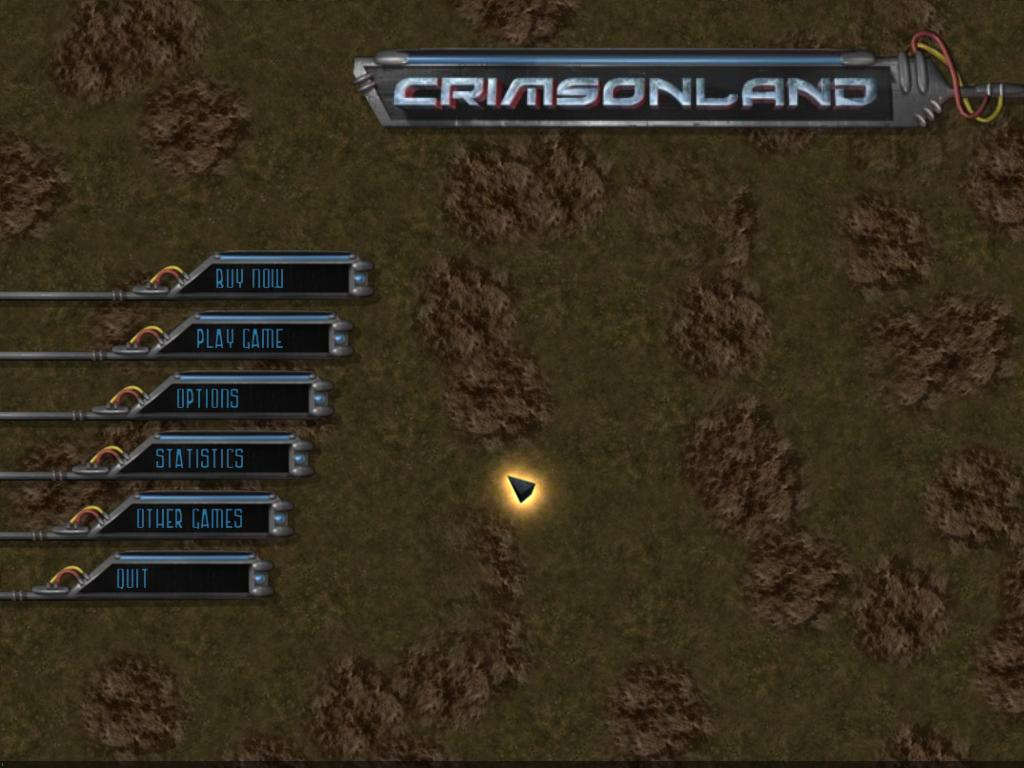 CRIMSONLAND
BUY NOW
PLAY GAME
OPTIONS
STATISTICS
OTHER GAMES
QUIT